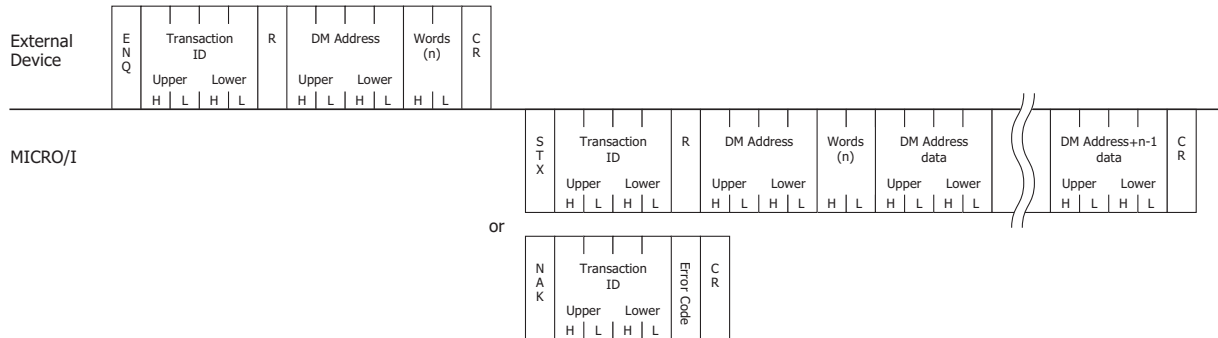 External Device
E N Q
Transaction ID
Upper Lower
H L H L
R
DM Address
Upper Lower
H L H L
Words (n)
H L
C R
MICRO/I
S T X
Transaction ID
Upper Lower
H L H L
R
DM Address
Upper Lower
H L H L
Words (n)
H L
DM Address data
Upper Lower
H L H L
DM Address+n-1 data
Upper Lower
H L H L
C R
or
N A K
Transaction ID
Upper Lower
H L H L
Error Code
C R